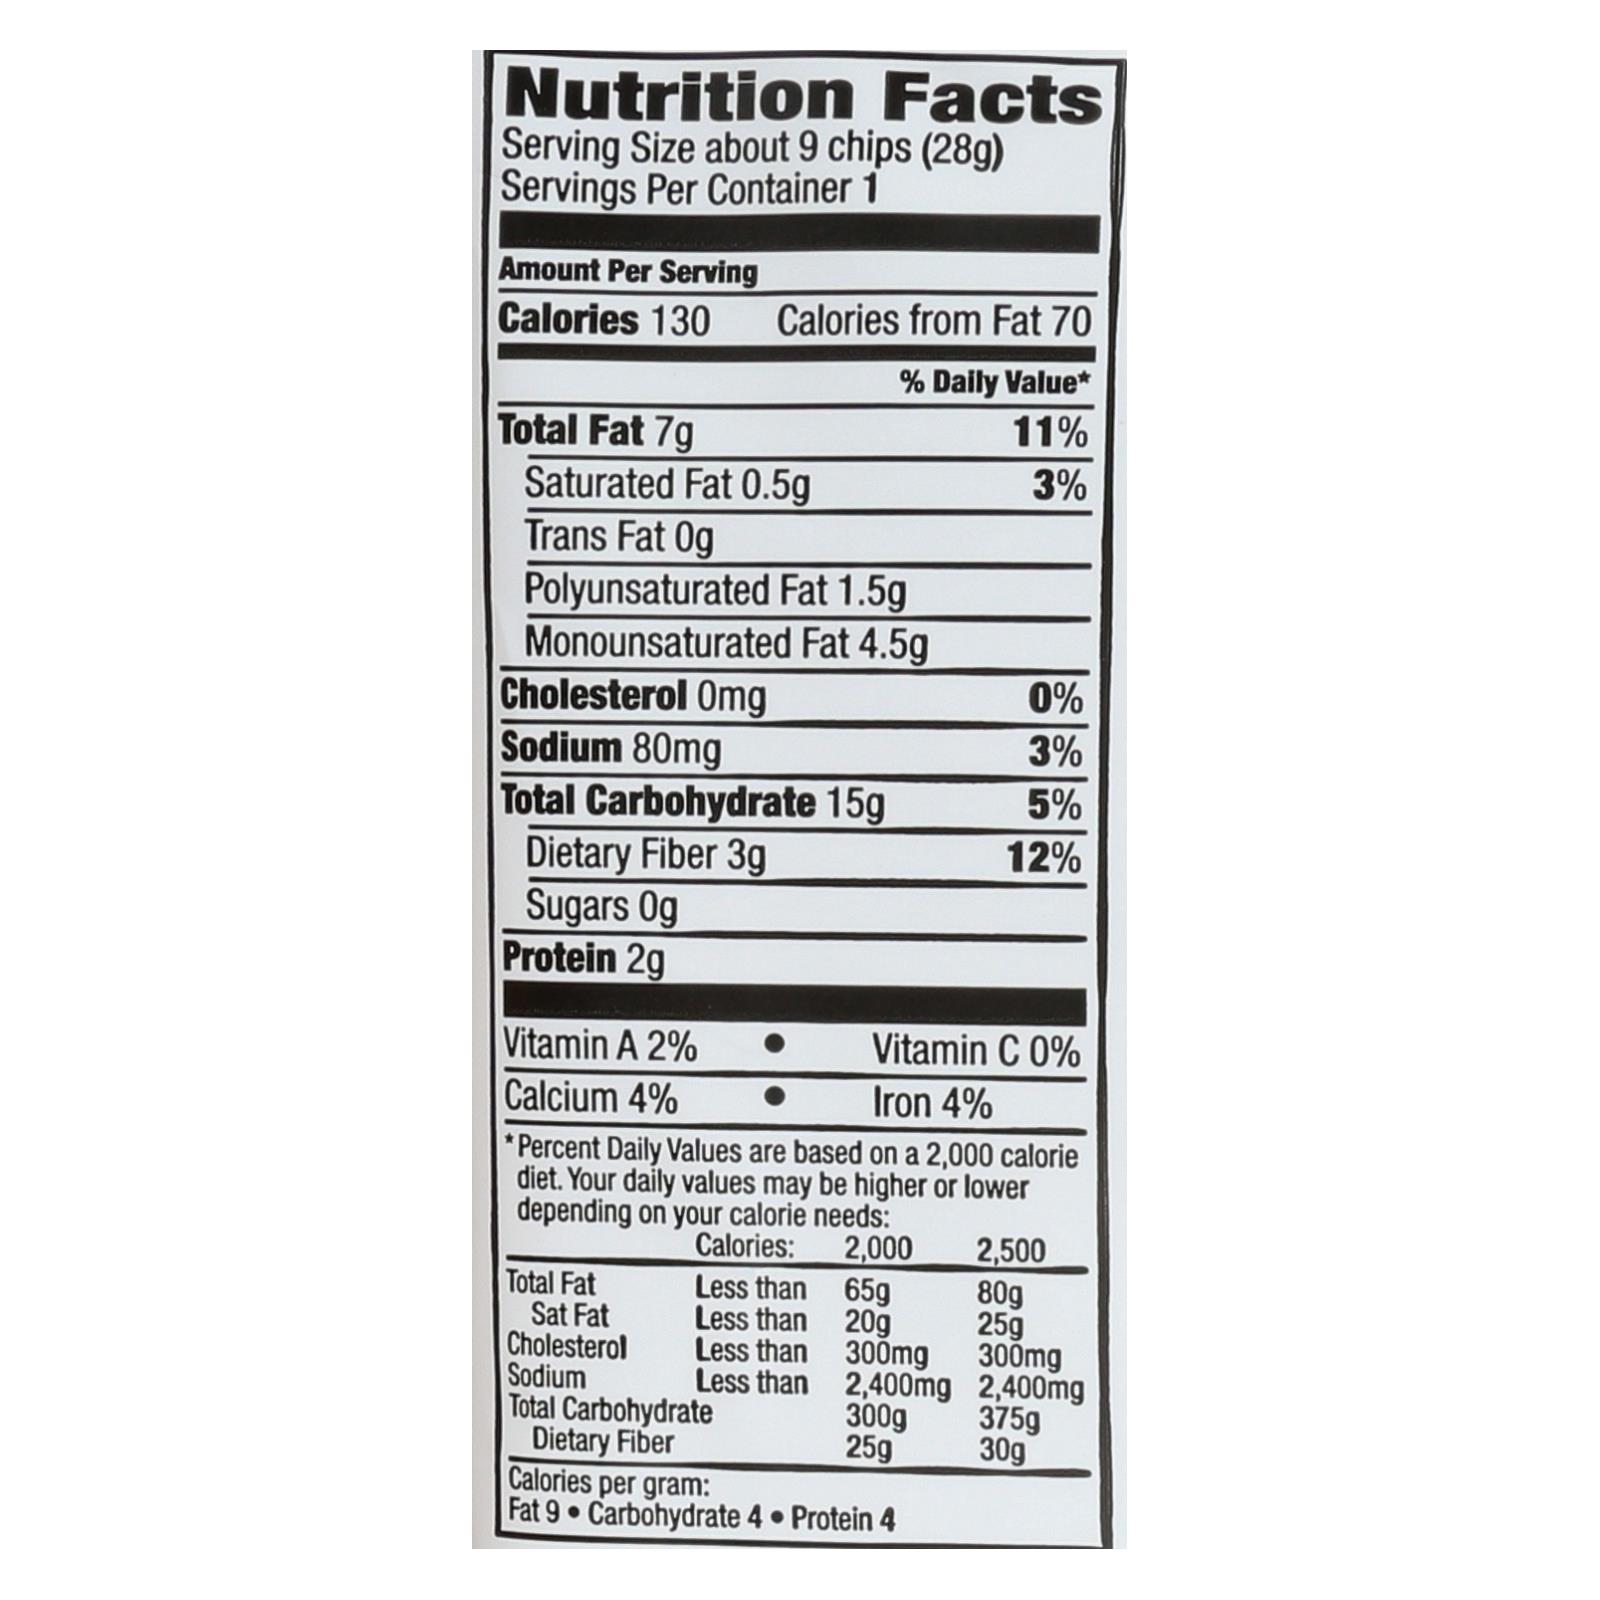 Nutrition Facts
Serving Size about 9 chips (28g)
Servings Per Container 1
Amount Per Serving
Calories 130 Calories from Fat 70
% Daily Value*
Total Fat 7g 11%
Saturated Fat 0.5g 3%
Trans Fat 0g
Polyunsaturated Fat 1.5g
Monounsaturated Fat 4.5g
Cholesterol 0mg 0%
Sodium 80mg 3%
Total Carbohydrate 15g 5%
Dietary Fiber 3g 12%
Sugars 0g
Protein 2g
Vitamin A 2% • Vitamin C 0%
Calcium 4% • Iron 4%
*Percent Daily Values are based on a 2,000 calorie
diet. Your daily values may be higher or lower
depending on your calorie needs:
Calories: 2,000 2,500
Total Fat Less than 65g 80g
Sat Fat Less than 20g 25g
Cholesterol Less than 300mg 300mg
Sodium Less than 2,400mg 2,400mg
Total Carbohydrate 300g 375g
Dietary Fiber 25g 30g
Calories per gram:
Fat 9 • Carbohydrate 4 • Protein 4